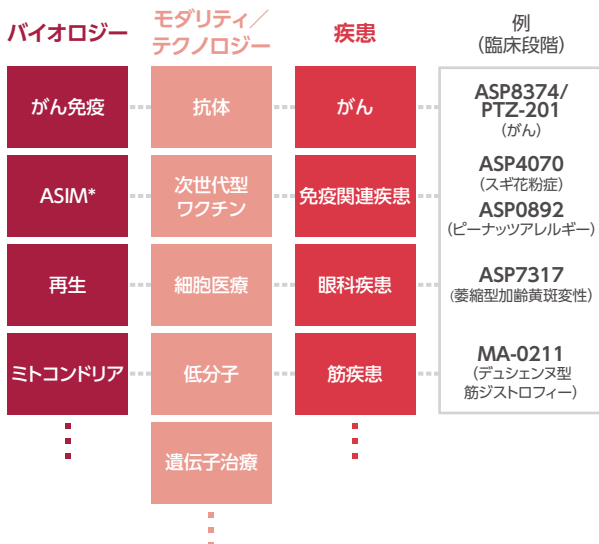 バイオロジー
モダリティ／
テクノロジー
疾患
例
（臨床段階）
がん免疫
抗体
がん
ASP8374/
PTZ-201
（がん）
ASIM*
次世代型
ワクチン
免疫関連疾患
ASP4070
（スギ花粉症）
ASP0892
（ピーナッツアレルギー）
再生
細胞医療
眼科疾患
ASP7317
（萎縮型加齢黄斑変性）
ミトコンドリア
低分子
筋疾患
MA-0211
（デュシェンヌ型
筋ジストロフィー）
遺伝子治療